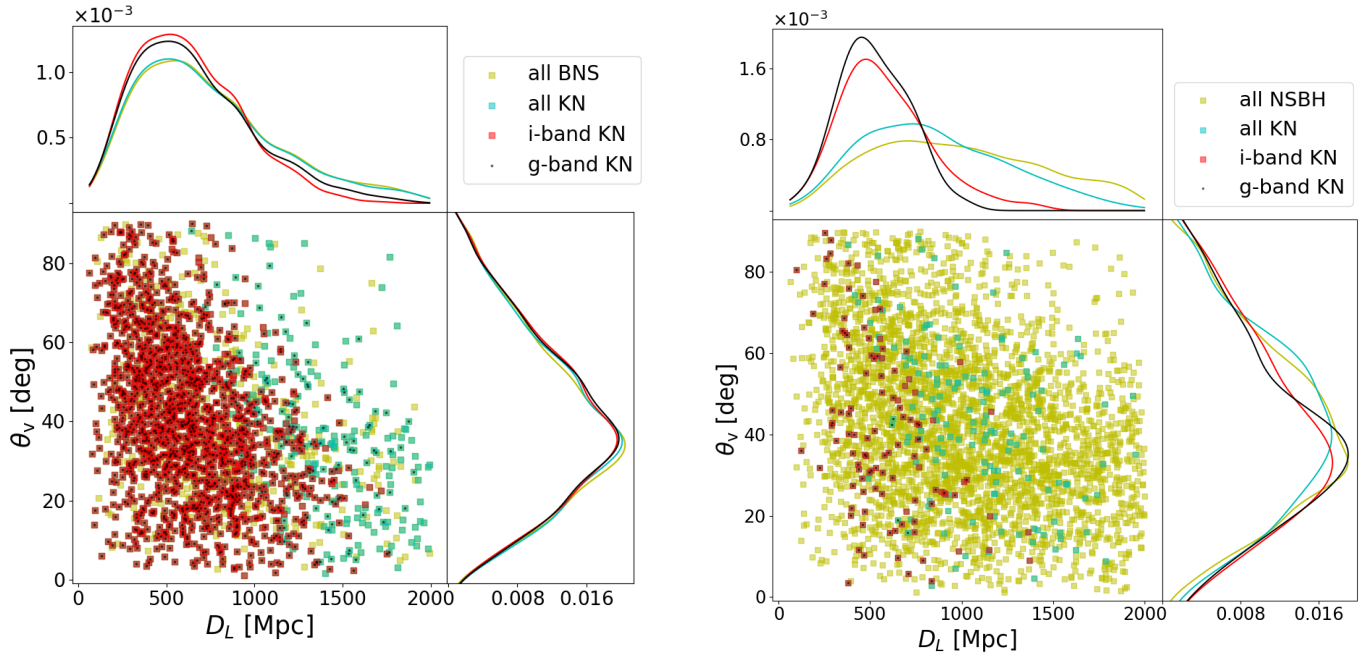 ×10⁻³
1.0
0.5
all BNS
all KN
i-band KN
g-band KN
80
60
40
20
0
θᵥ [deg]
0
500
1000
1500
2000
0.008
0.016
D_L [Mpc]
×10⁻³
1.6
0.8
all NSBH
all KN
i-band KN
g-band KN
80
60
40
20
0
θᵥ [deg]
0
500
1000
1500
2000
0.008
0.016
D_L [Mpc]